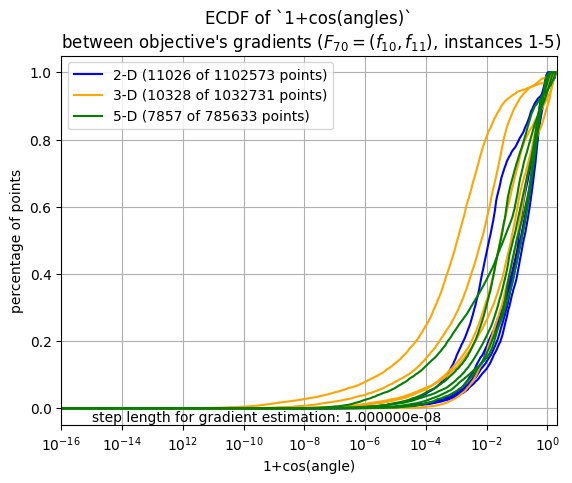 ECDF of `1+cos(angles)`
between objective's gradients (F₇₀ = (f₁₀, f₁₁), instances 1-5)
1.0
0.8
0.6
0.4
0.2
0.0
percentage of points
2-D (11026 of 1102573 points)
3-D (10328 of 1032731 points)
5-D (7857 of 785633 points)
step length for gradient estimation: 1.000000e-08
10⁻¹⁶ 10⁻¹⁴ 10⁻¹² 10⁻¹⁰ 10⁻⁸ 10⁻⁶ 10⁻⁴ 10⁻² 10⁰
1+cos(angle)